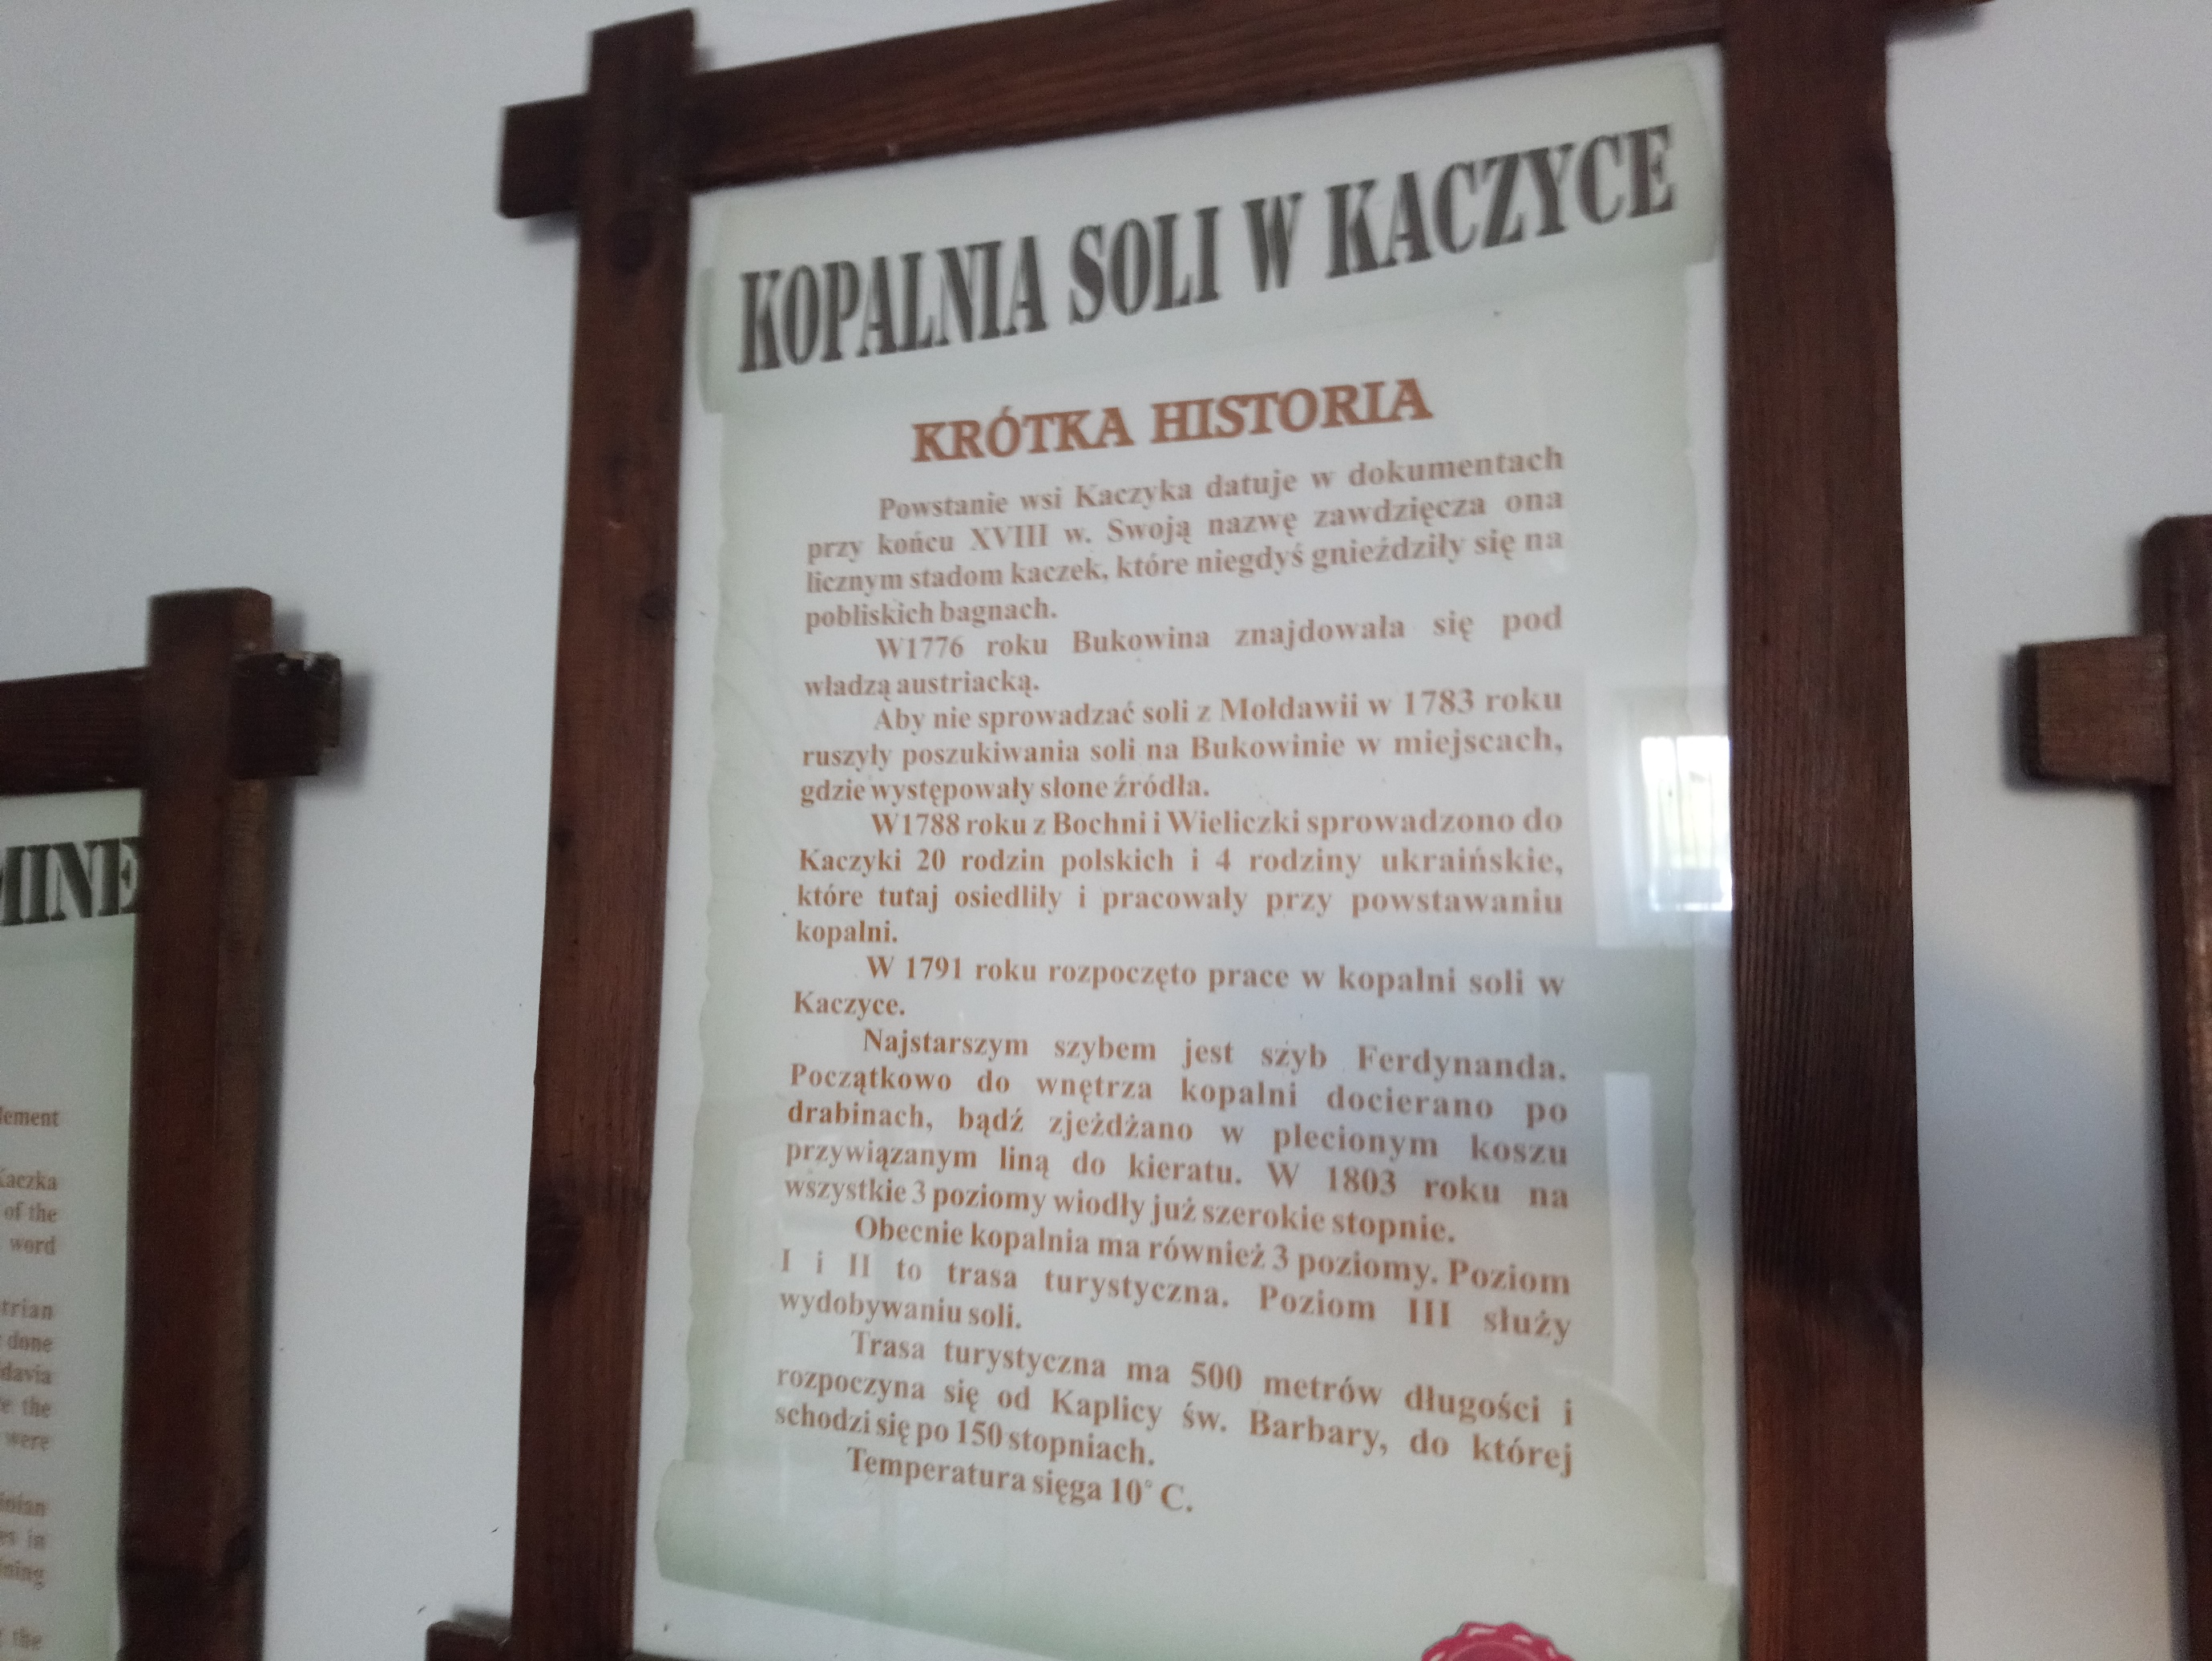 KOPALNIA SOLI W KACZYCE
KRÓTKA HISTORIA
Powstanie wsi Kaczyka datuje w dokumentach
przy końcu XVIII w. Swoją nazwę zawdzięcza ona
licznym stadom kaczek, które niegdyś gnieździły się na
pobliskich bagnach.
W1776 roku Bukowina znajdowała się pod
władzą austriacką.
Aby nie sprowadzać soli z Mołdawii w 1783 roku
ruszyły poszukiwania soli na Bukowinie w miejscach,
gdzie występowały słone źródła.
W1788 roku z Bochni i Wieliczki sprowadzono do
Kaczyki 20 rodzin polskich i 4 rodziny ukraińskie,
które tutaj osiedliły i pracowały przy powstawaniu
kopalni.
W 1791 roku rozpoczęto prace w kopalni soli w
Kaczyce.
Najstarszym szybem jest szyb Ferdynanda.
Początkowo do wnętrza kopalni docierano po
drabinach, bądź zjeżdżano w plecionym koszu
przywiązanym liną do kieratu. W 1803 roku na
wszystkie 3 poziomy wiodły już szerokie stopnie.
Obecnie kopalnia ma również 3 poziomy. Poziom
I i II to trasa turystyczna. Poziom III służy
wydobywaniu soli.
Trasa turystyczna ma 500 metrów długości i
rozpoczyna się od Kaplicy św. Barbary, do której
schodzi się po 150 stopniach.
Temperatura sięga 10° C.
MINE
Kaczka
of the
word
done
the
were
in
the